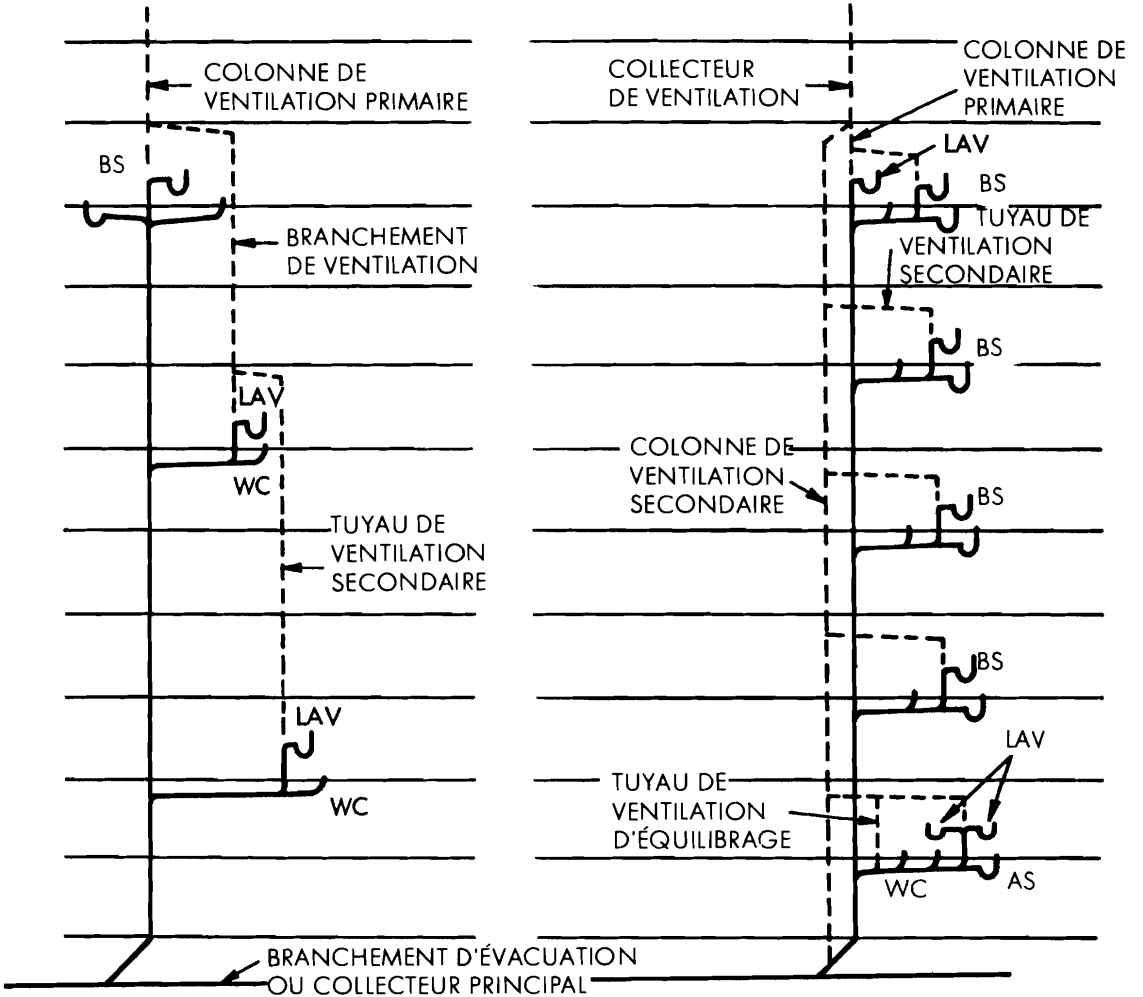 COLONNE DE
VENTILATION PRIMAIRE
BS
BRANCHEMENT
DE VENTILATION
LAV
WC
TUYAU DE
VENTILATION
SECONDAIRE
LAV
WC
BRANCHEMENT D'ÉVACUATION
OU COLLECTEUR PRINCIPAL
COLLECTEUR
DE VENTILATION
COLONNE DE
VENTILATION
PRIMAIRE
LAV
BS
TUYAU DE
VENTILATION
SECONDAIRE
BS
COLONNE DE
VENTILATION
SECONDAIRE
BS
BS
LAV
TUYAU DE
VENTILATION
D'ÉQUILIBRAGE
WC
AS